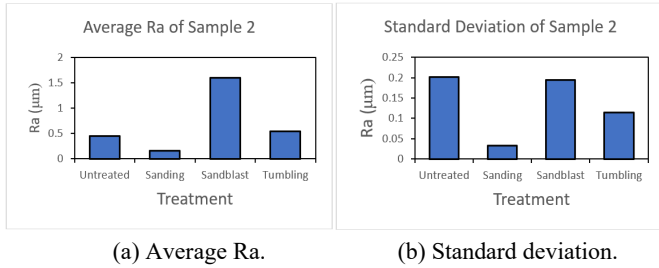 Average Ra of Sample 2
2
1.5
1
0.5
0
Ra (µm)
Untreated Sanding Sandblast Tumbling
Treatment
(a) Average Ra.
Standard Deviation of Sample 2
0.25
0.2
0.15
0.1
0.05
0
Ra (µm)
Untreated Sanding Sandblast Tumbling
Treatment
(b) Standard deviation.